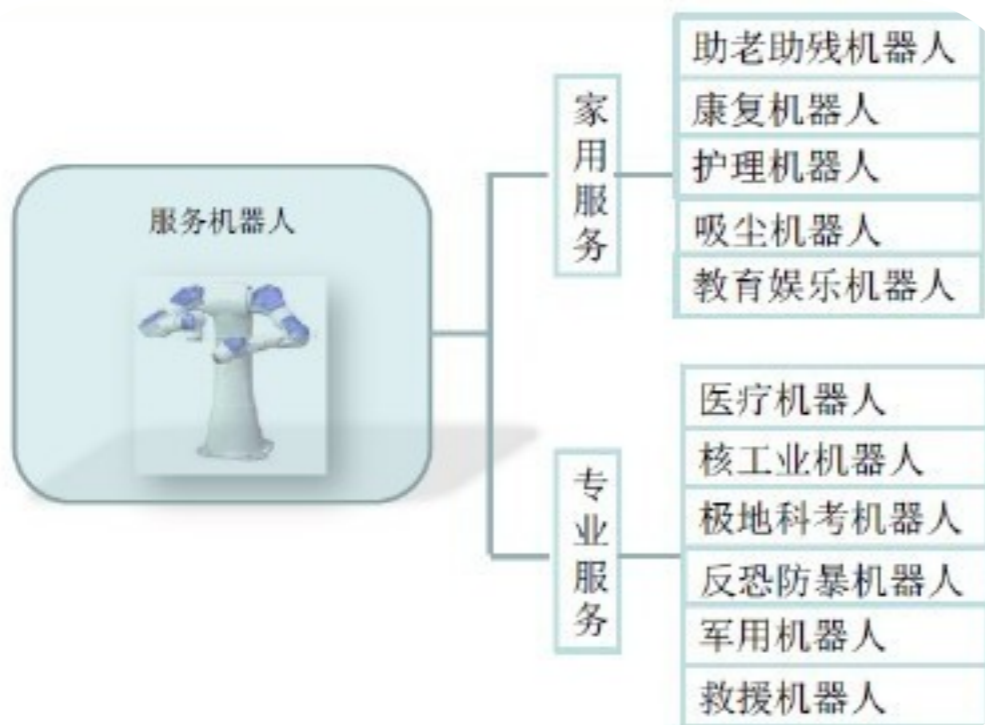 服务机器人
家用服务
助老助残机器人
康复机器人
护理机器人
吸尘机器人
教育娱乐机器人
专业服务
医疗机器人
核工业机器人
极地科考机器人
反恐防暴机器人
军用机器人
救援机器人